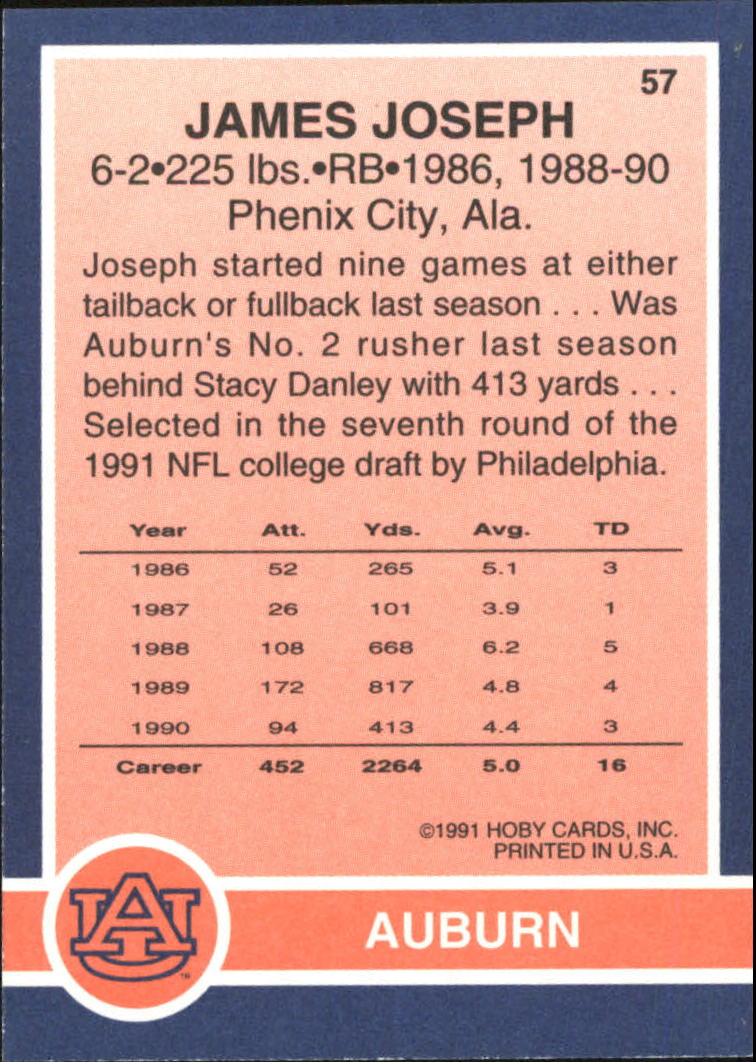 57
JAMES JOSEPH
6-2•225 lbs.•RB•1986, 1988-90
Phenix City, Ala.
Joseph started nine games at either
tailback or fullback last season . . . Was
Auburn's No. 2 rusher last season
behind Stacy Danley with 413 yards . . .
Selected in the seventh round of the
1991 NFL college draft by Philadelphia.
Year Att. Yds. Avg. TD
1986 52 265 5.1 3
1987 26 101 3.9 1
1988 108 668 6.2 5
1989 172 817 4.8 4
1990 94 413 4.4 3
Career 452 2264 5.0 16
©1991 HOBY CARDS, INC.
PRINTED IN U.S.A.
AU ™
AUBURN